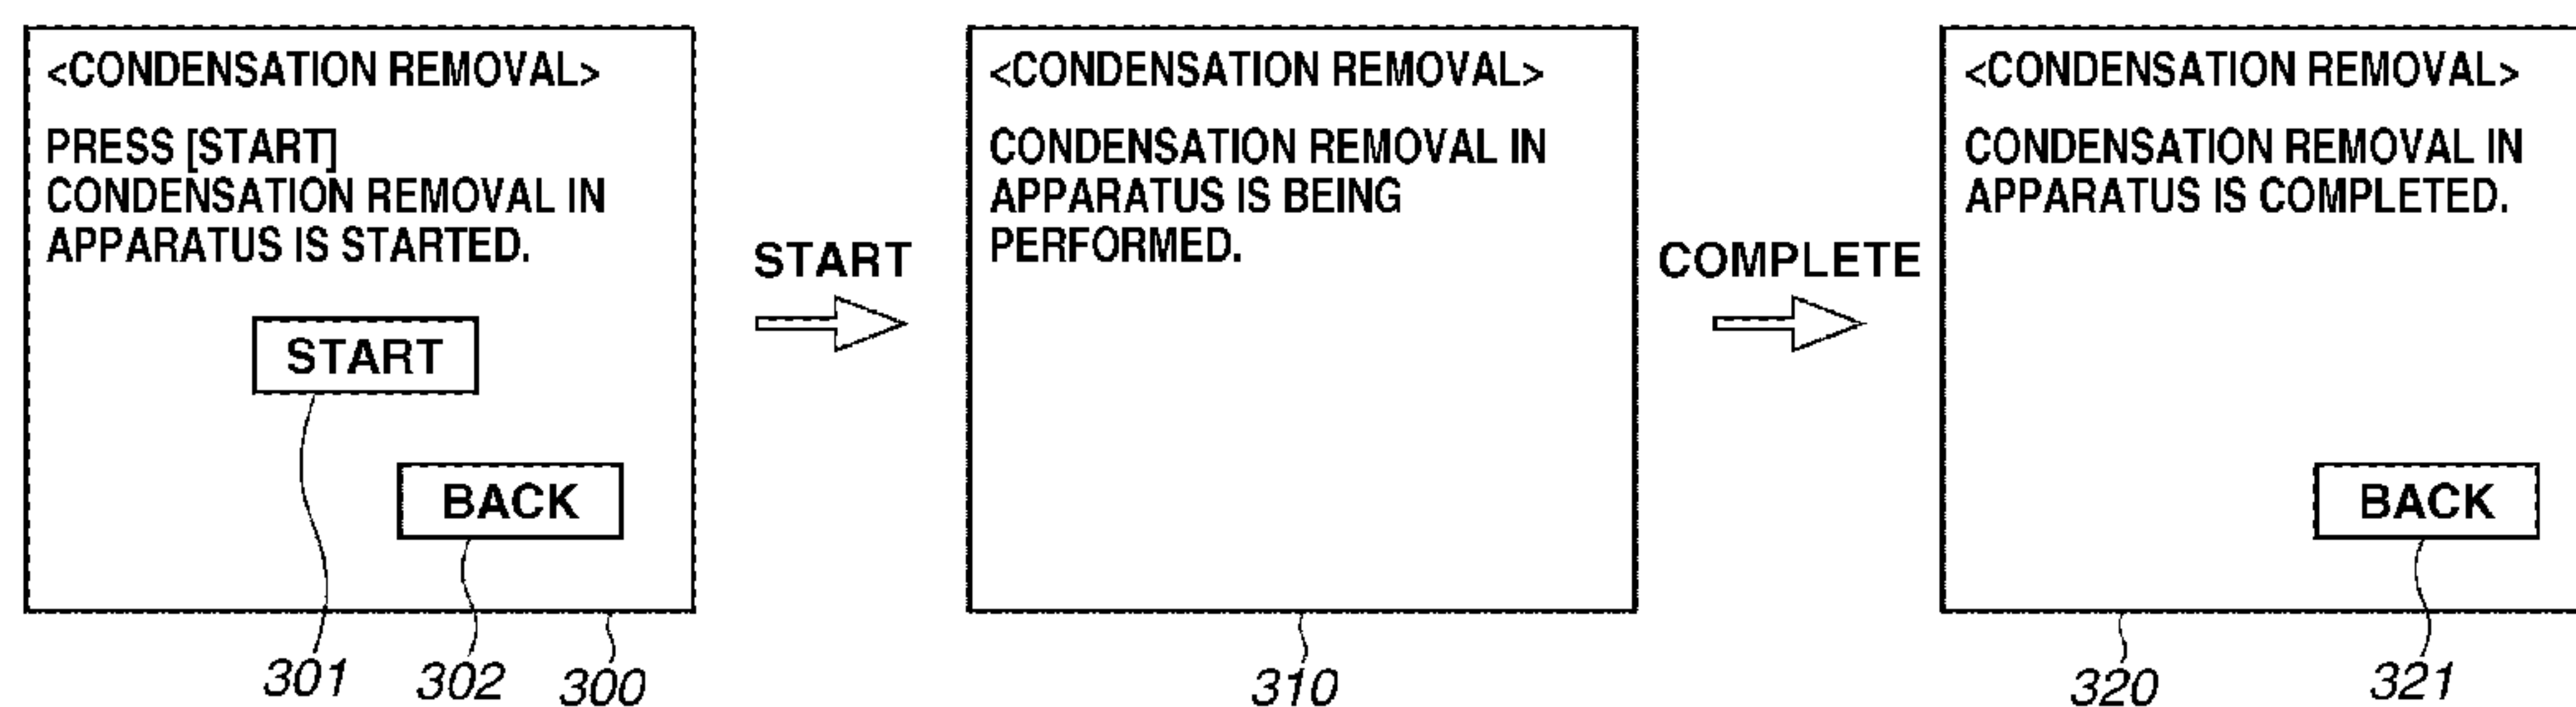 <CONDENSATION REMOVAL>
PRESS [START]
CONDENSATION REMOVAL IN
APPARATUS IS STARTED.
START
BACK
301
302
300
START
<CONDENSATION REMOVAL>
CONDENSATION REMOVAL IN
APPARATUS IS BEING
PERFORMED.
310
COMPLETE
<CONDENSATION REMOVAL>
CONDENSATION REMOVAL IN
APPARATUS IS COMPLETED.
BACK
320
321